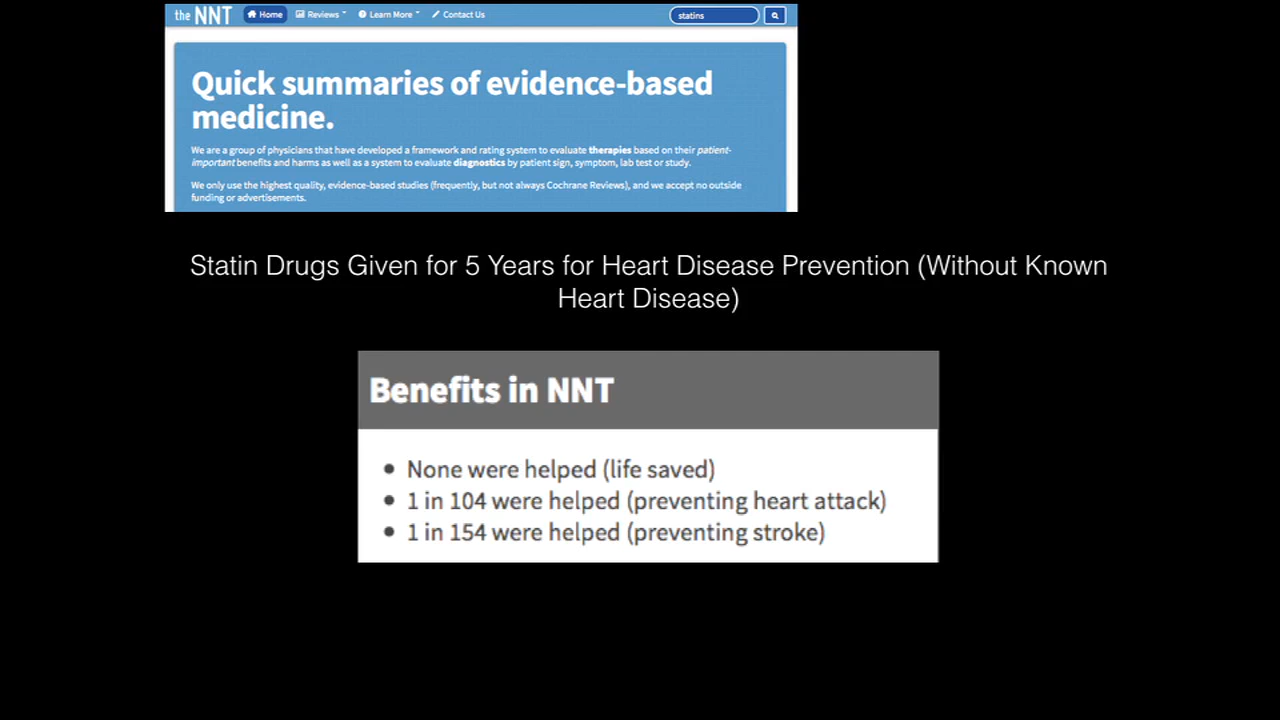 the NNT Home Reviews Learn More Contact Us statins
Quick summaries of evidence-based
medicine.
We are a group of physicians that have developed a framework and rating system to evaluate therapies based on their patient-
important benefits and harms as well as a system to evaluate diagnostics by patient sign, symptom, lab test or study.
We only use the highest quality, evidence-based studies (frequently, but not always Cochrane Reviews), and we accept no outside
funding or advertisements.
Statin Drugs Given for 5 Years for Heart Disease Prevention (Without Known
Heart Disease)
Benefits in NNT
• None were helped (life saved)
• 1 in 104 were helped (preventing heart attack)
• 1 in 154 were helped (preventing stroke)